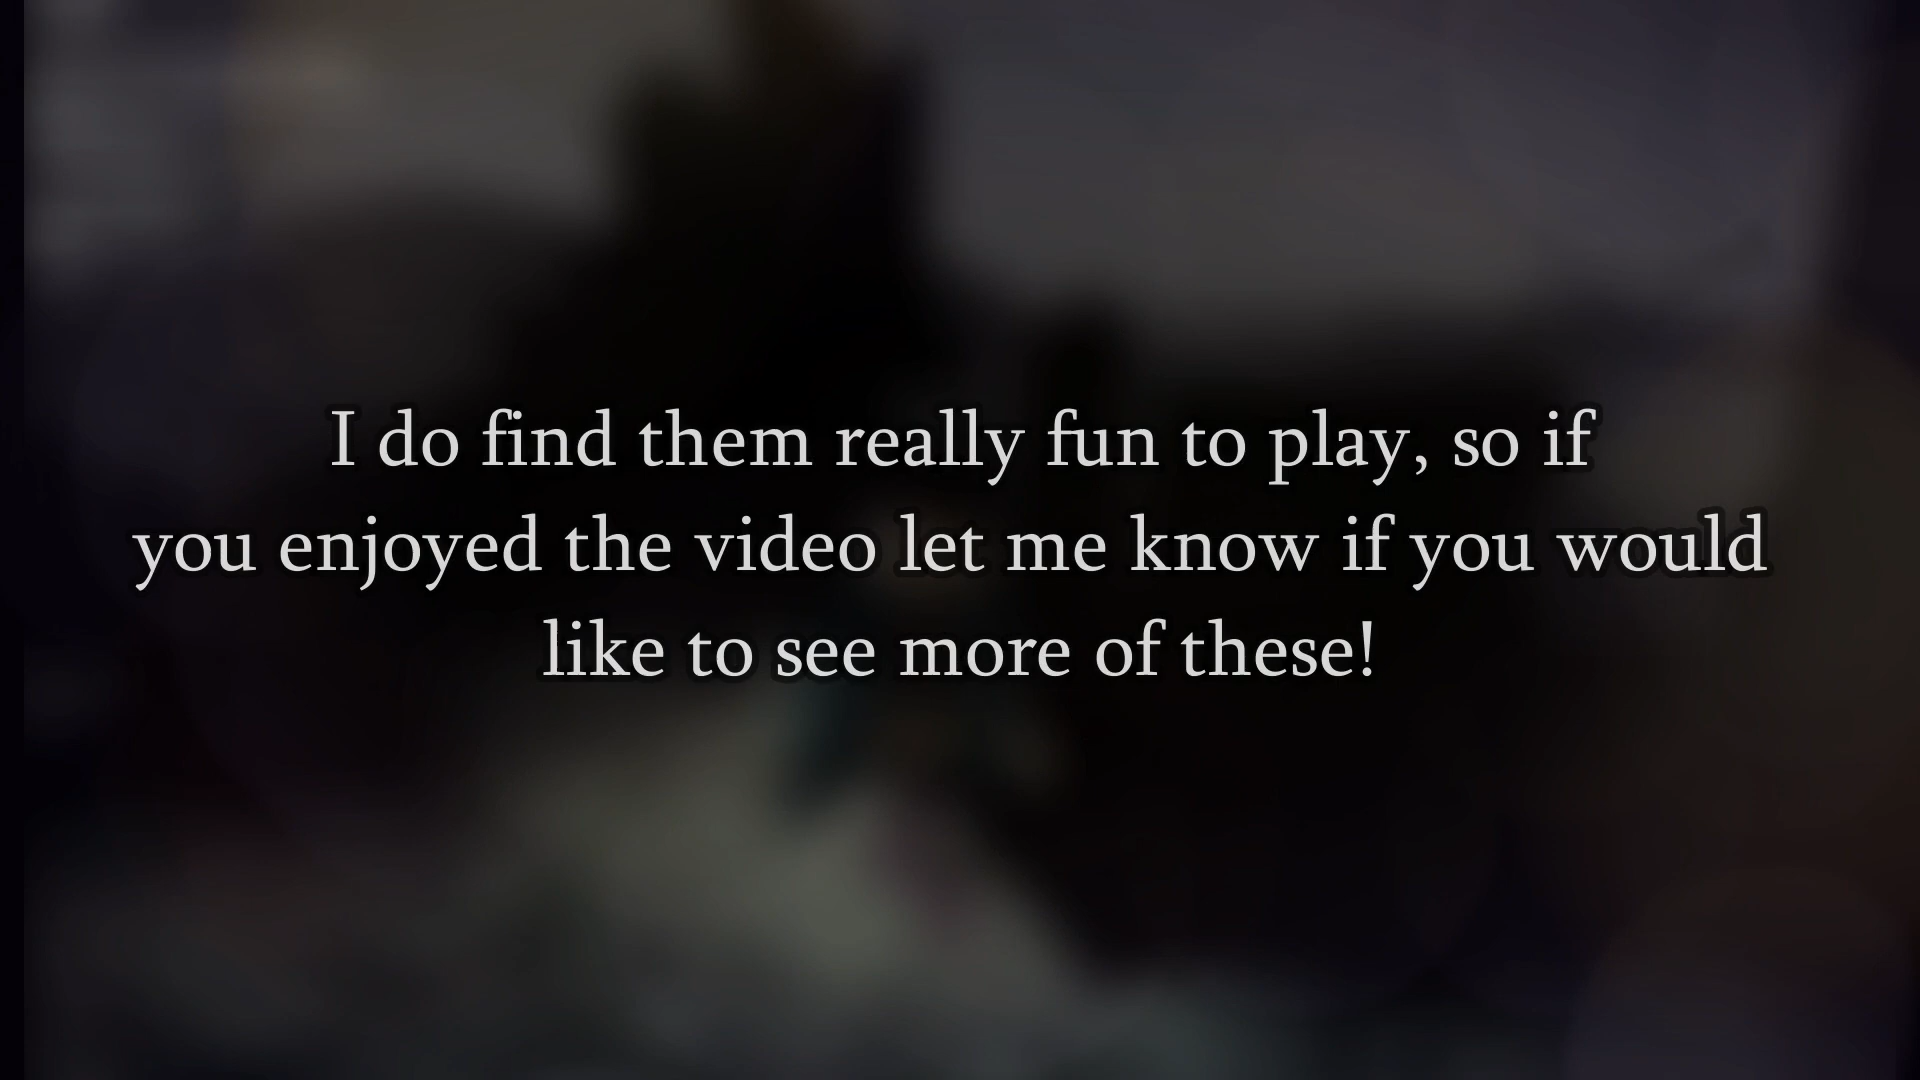 I do find them really fun to play, so if
you enjoyed the video let me know if you would
like to see more of these!